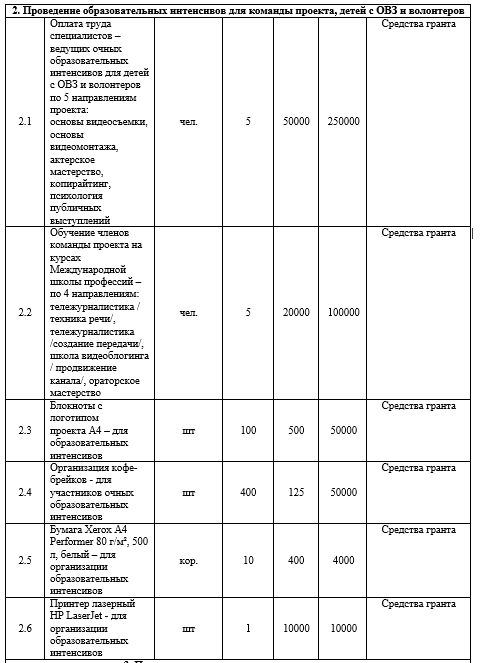 2. Проведение образовательных интенсивов для команды проекта, детей с ОВЗ и волонтеров
2.1
Оплата труда
специалистов –
ведущих очных
образовательных
интенсивов для детей
с ОВЗ и волонтеров
по 5 направлениям
проекта:
основы видеосъемки,
основы
видеомонтажа,
актерское
мастерство,
копирайтинг,
психология
публичных
выступлений
чел.
5
50000
250000
Средства гранта
2.2
Обучение членов
команды проекта на
курсах
Международной
школы профессий –
по 4 направлениям:
тележурналистика /
техника речи/,
тележурналистика
/создание передачи/,
школа видеоблогинга
/ продвижение
канала/, ораторское
мастерство
чел.
5
20000
100000
Средства гранта
2.3
Блокноты с
логотипом
проекта А4 – для
образовательных
интенсивов
шт
100
500
50000
Средства гранта
2.4
Организация кофе-
брейков - для
участников очных
образовательных
интенсивов
шт
400
125
50000
Средства гранта
2.5
Бумага Xerox A4
Performer 80 г/м², 500
л, белый – для
организации
образовательных
интенсивов
кор.
10
400
4000
Средства гранта
2.6
Принтер лазерный
HP LaserJet - для
организации
образовательных
интенсивов
шт
1
10000
10000
Средства гранта